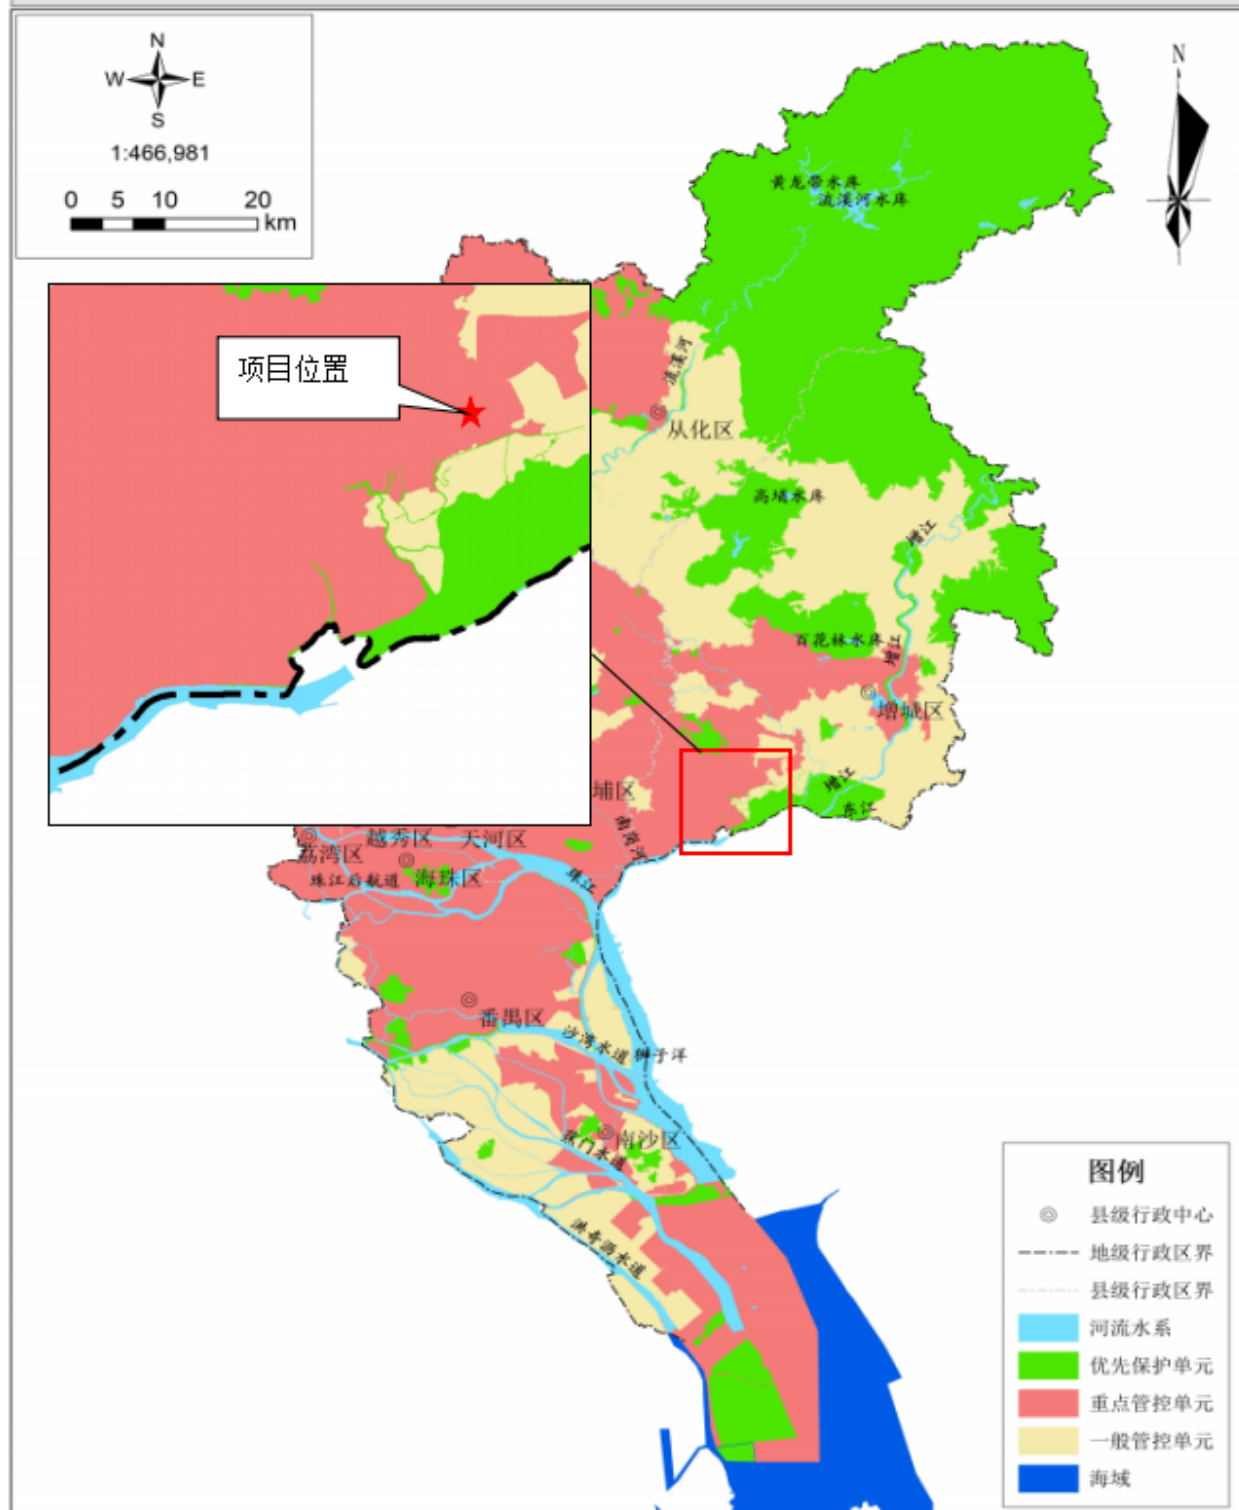 N
W E
S
1:466,981
0 5 10 20
km
N
黄龙带水库
流溪河水库
项目位置
流溪河
从化区
高埔水库
增江
百花林水库
增江
增城区
埔区
增江
东江
南岗河
越秀区
天河区
荔湾区
珠江后航道
海珠区
珠江
番禺区
沙湾水道
狮子洋
南沙区
蕉门水道
洪奇沥水道
图例
县级行政中心
地级行政区界
县级行政区界
河流水系
优先保护单元
重点管控单元
一般管控单元
海域